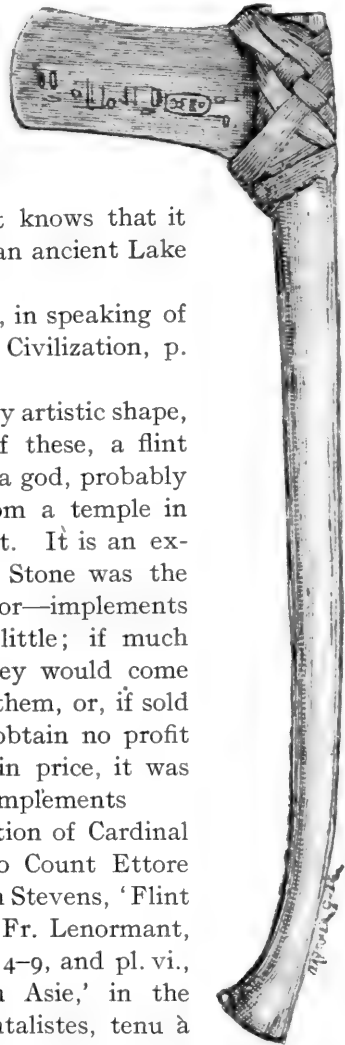 knows that it
an ancient Lake
, in speaking of
Civilization, p.
y artistic shape,
f these, a flint
a god, probably
om a temple in
t. It is an ex-
Stone was the
or—implements
little; if much
ey would come
them, or, if sold
obtain no profit
in price, it was
mplements
tion of Cardinal
o Count Ettore
Stevens, ‘Flint
Fr. Lenormant,
4-9, and pl. vi.,
Asie,’ in the
ntalistes, tenu à